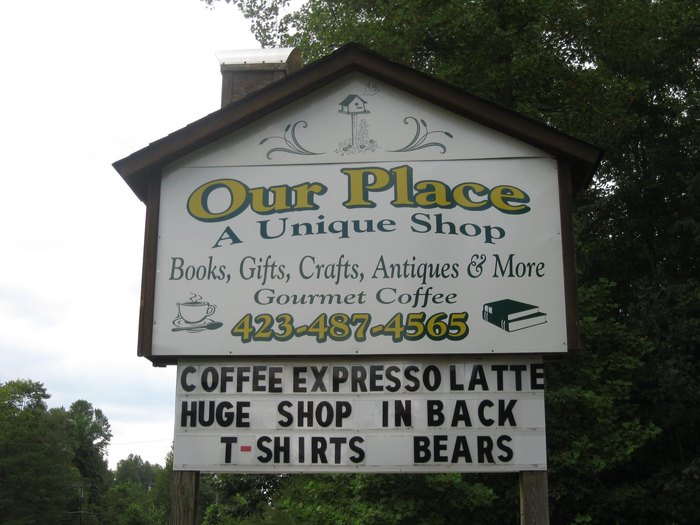 Our Place
A Unique Shop
Books, Gifts, Crafts, Antiques & More
Gourmet Coffee
423-487-4565
COFFEE EXPRESSO LATTE
HUGE SHOP IN BACK
T-SHIRTS BEARS